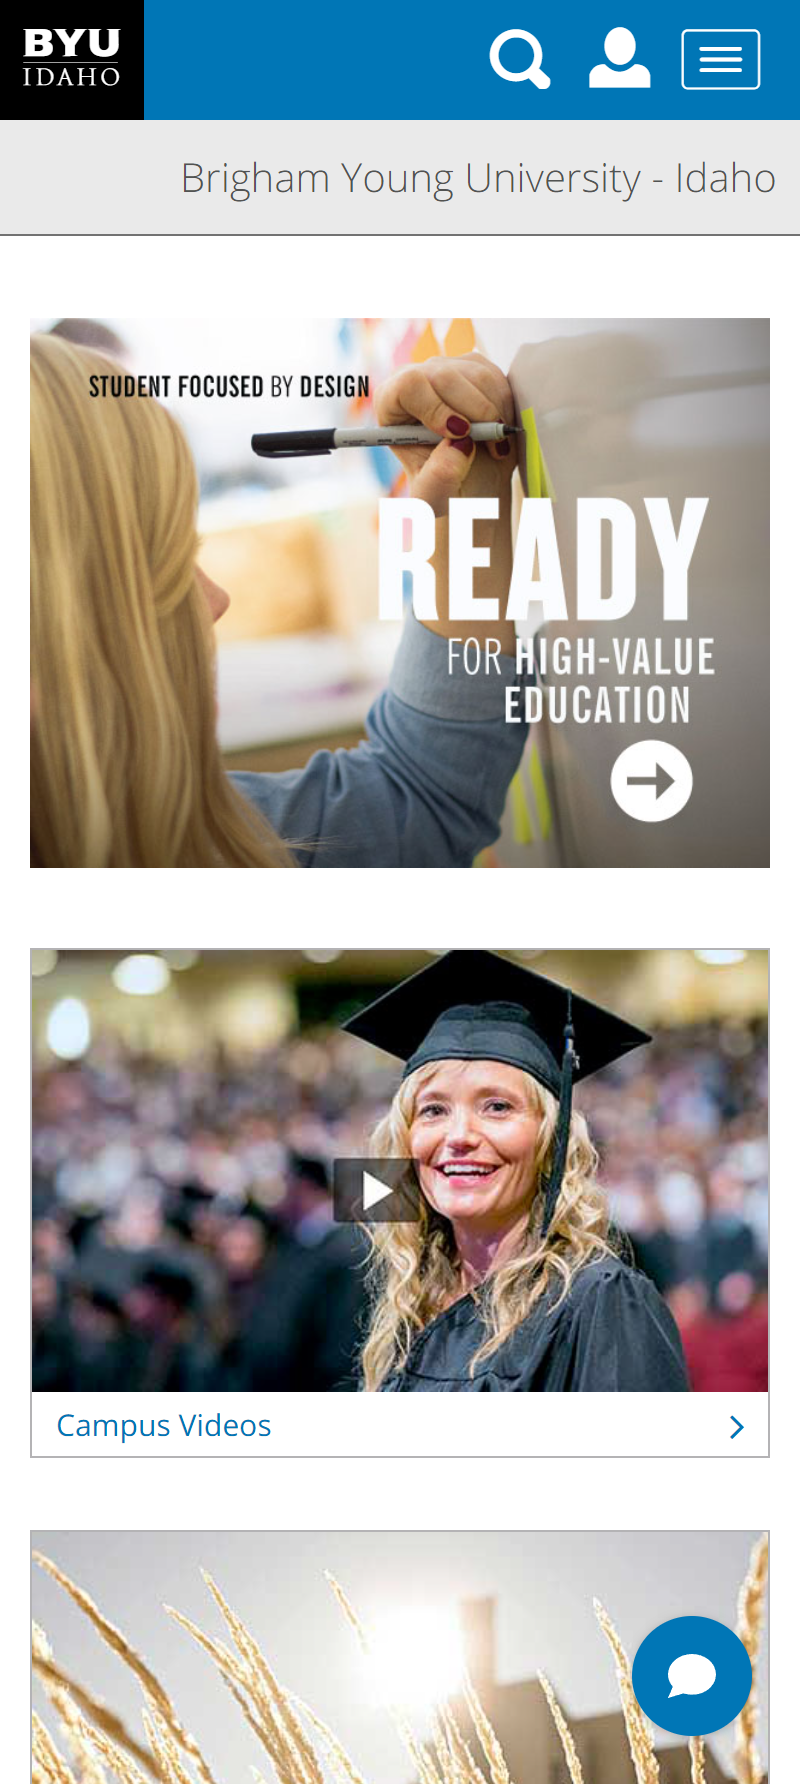 BYU
IDAHO
Brigham Young University - Idaho
STUDENT FOCUSED BY DESIGN
READY
FOR HIGH-VALUE
EDUCATION
Campus Videos